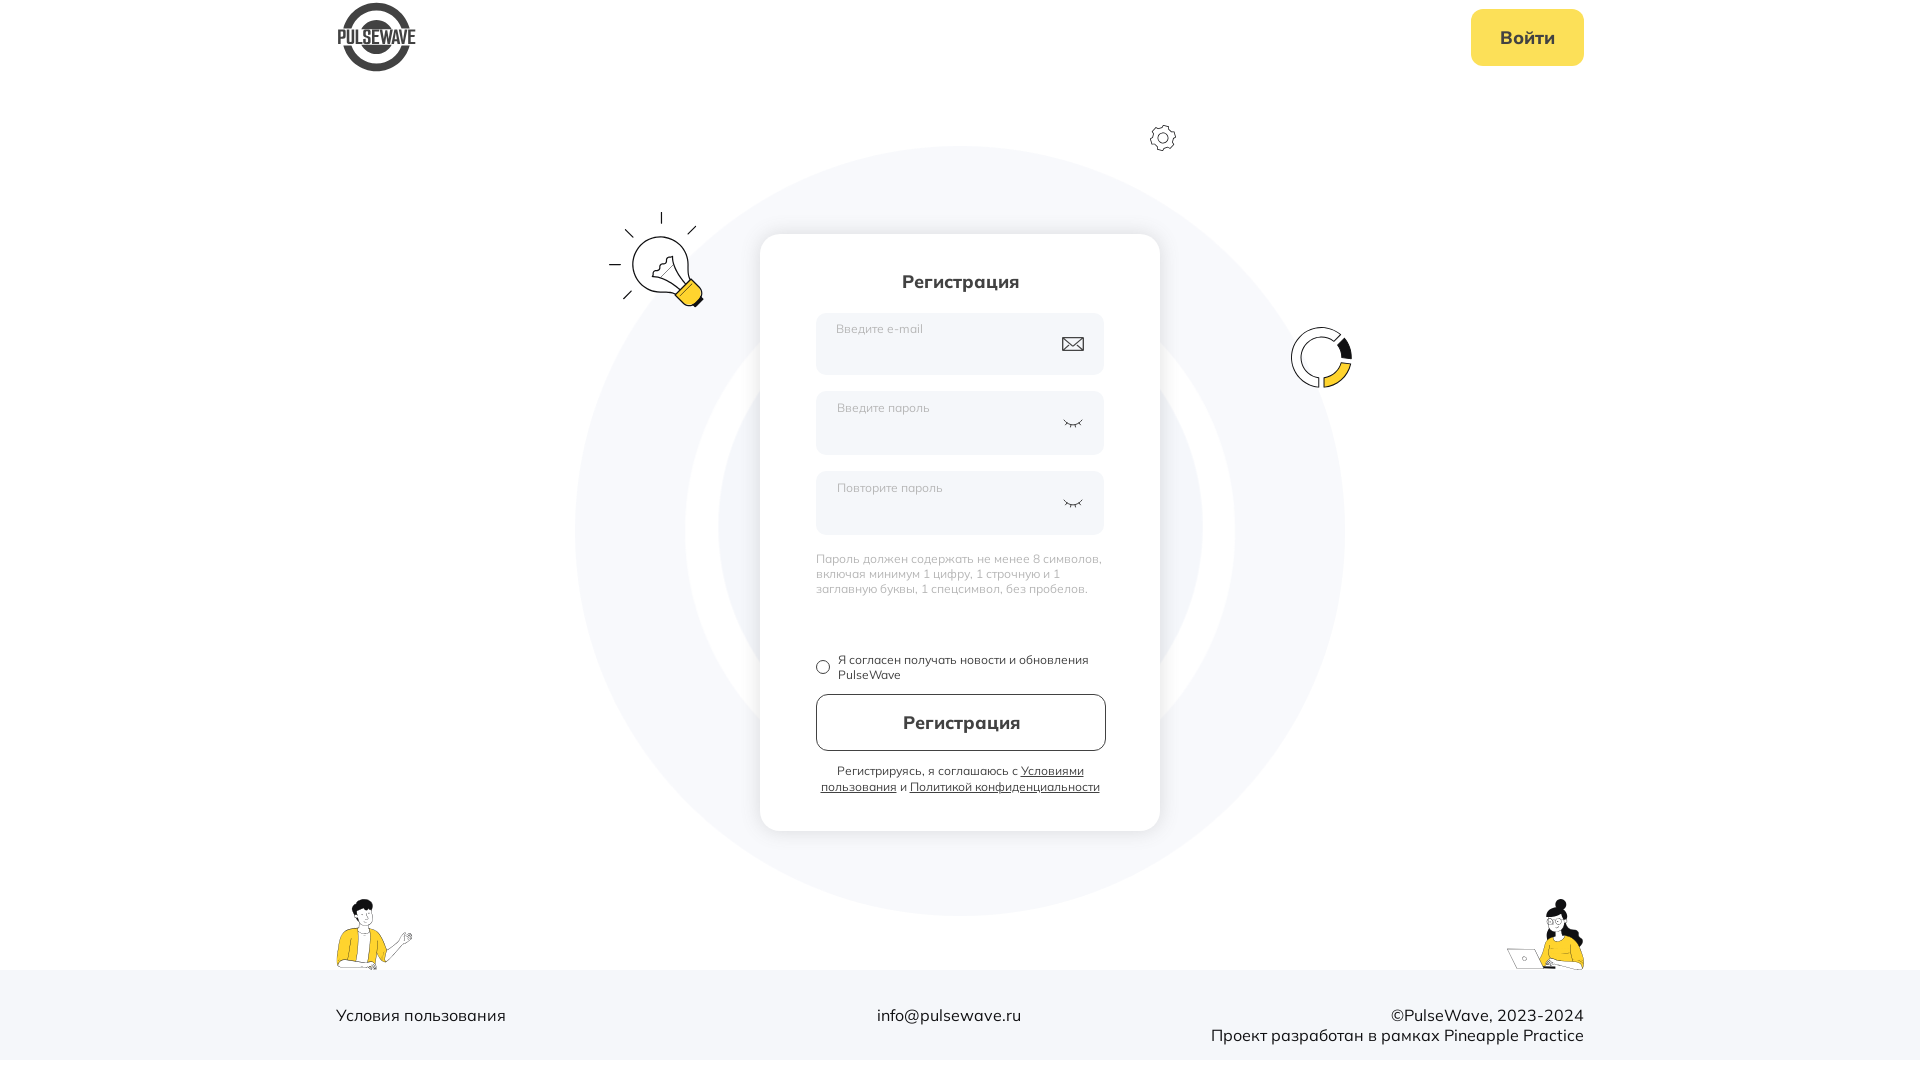 PULSEWAVE
Войти
Регистрация
Введите e-mail
Введите пароль
Повторите пароль
Пароль должен содержать не менее 8 символов,
включая минимум 1 цифру, 1 строчную и 1
заглавную буквы, 1 спецсимвол, без пробелов.
Я согласен получать новости и обновления
PulseWave
Регистрация
Регистрируясь, я соглашаюсь с Условиями
пользования и Политикой конфиденциальности
Условия пользования
info@pulsewave.ru
©PulseWave, 2023-2024
Проект разработан в рамках Pineapple Practice